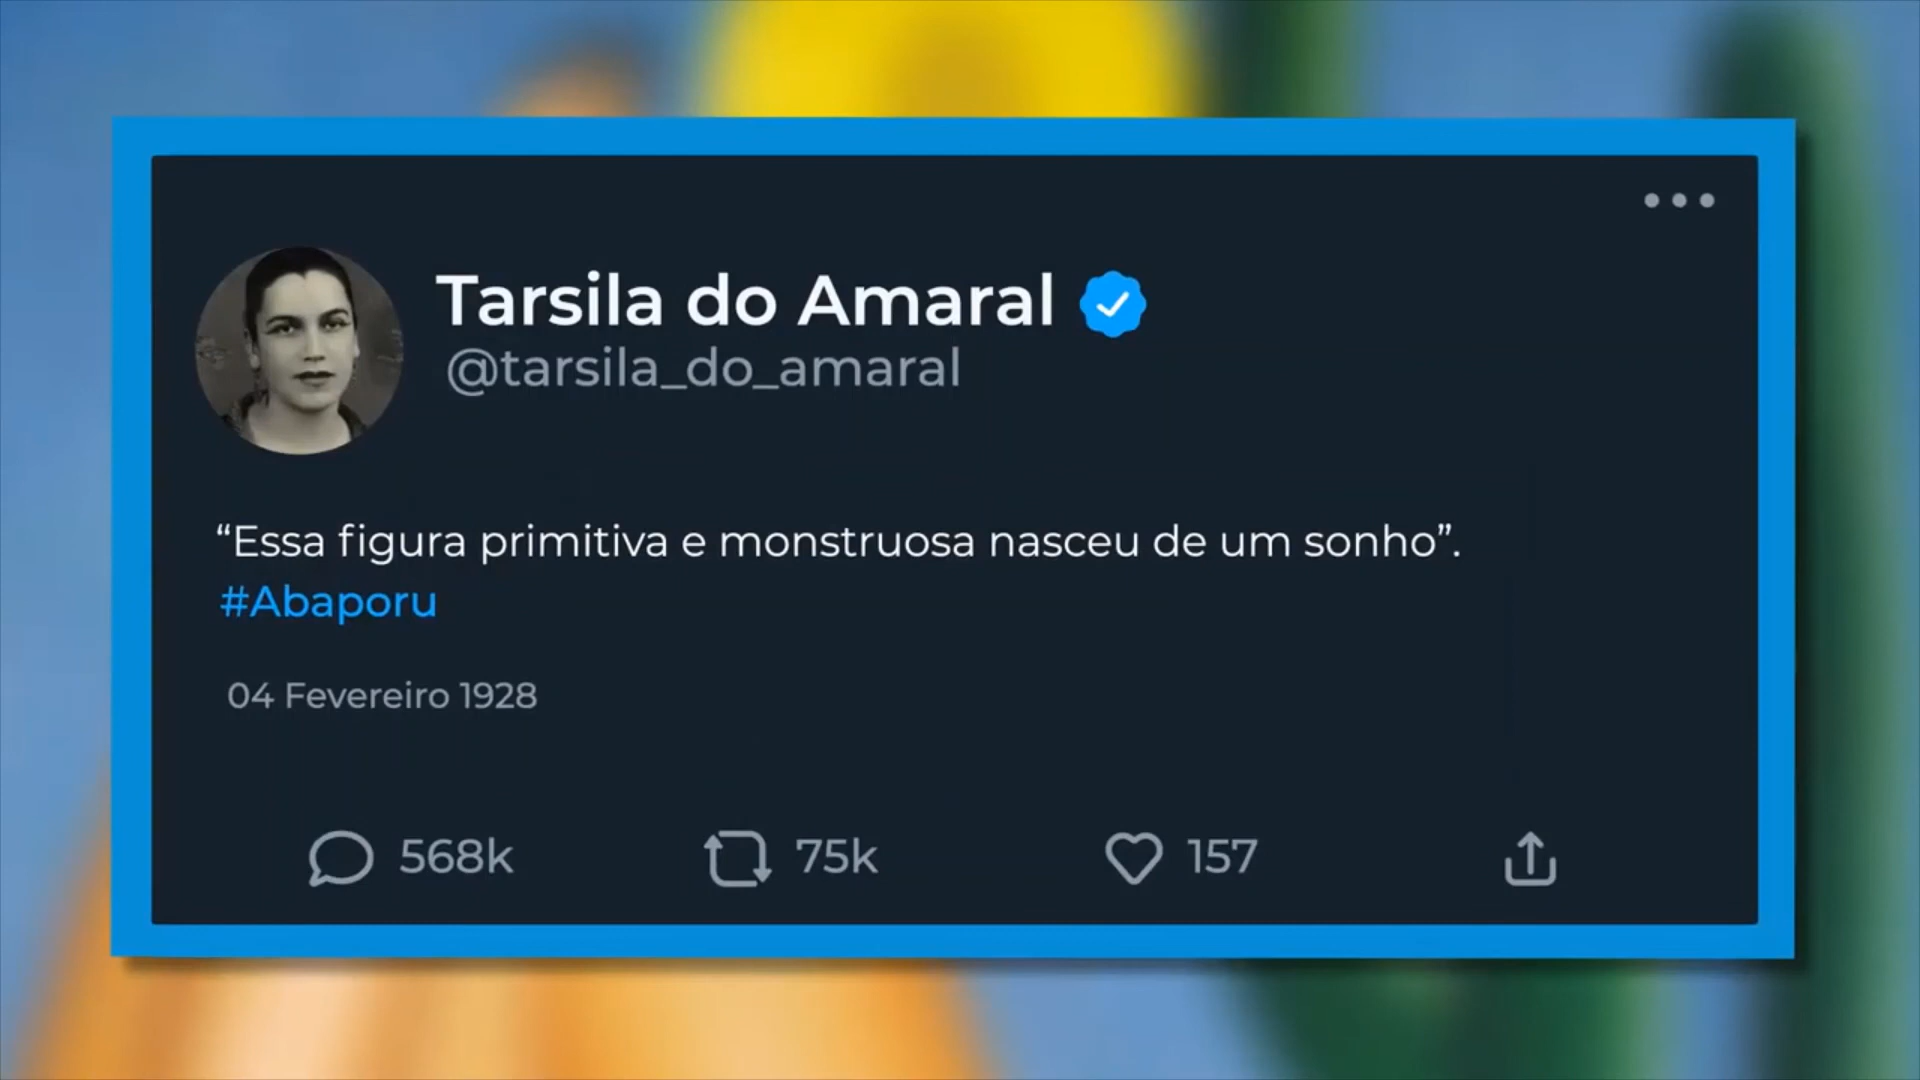 Tarsila do Amaral
@tarsila_do_amaral
“Essa figura primitiva e monstruosa nasceu de um sonho”.
#Abaporu
04 Fevereiro 1928
568k 75k 157